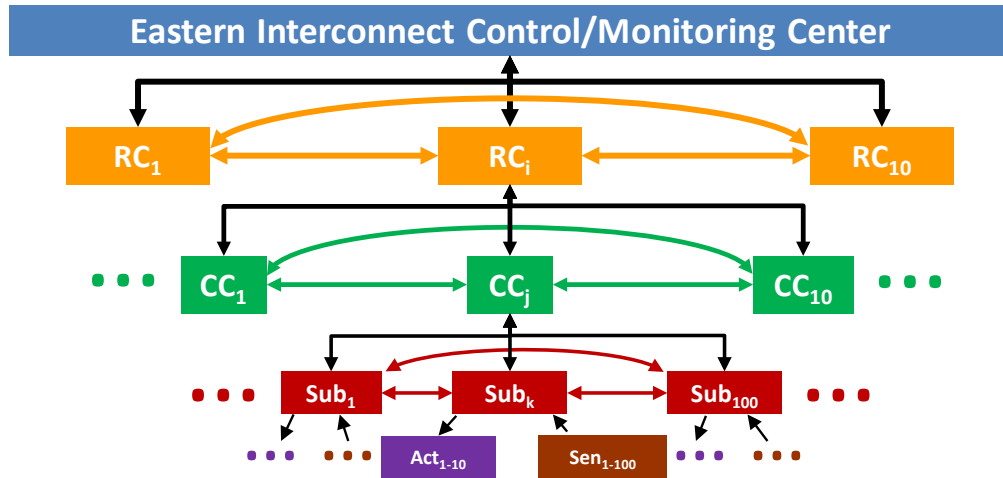 Eastern Interconnect Control/Monitoring Center
RC1 RCi RC10
CC1 CCj CC10
Sub1 Subk Sub100
Act1-10 Sen1-100